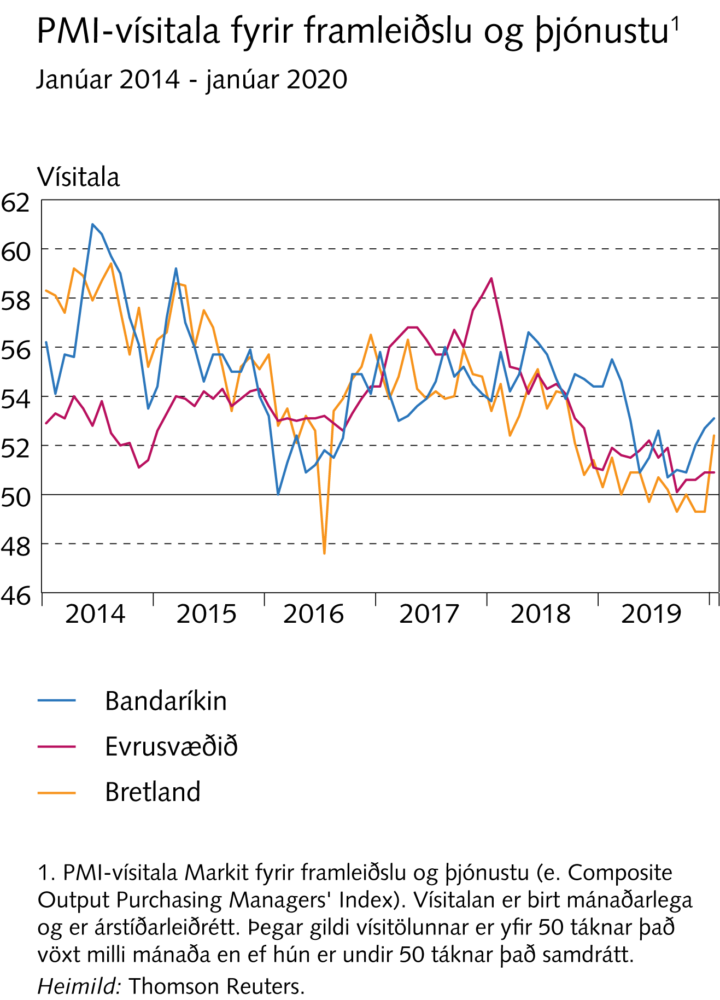 PMI-vísitala fyrir framleiðslu og þjónustu¹
Janúar 2014 - janúar 2020
Vísitala
62
60
58
56
54
52
50
48
46
2014 2015 2016 2017 2018 2019
Bandaríkin
Evrusvæðið
Bretland
1. PMI-vísitala Markit fyrir framleiðslu og þjónustu (e. Composite
Output Purchasing Managers' Index). Vísitalan er birt mánaðarlega
og er árstíðarleiðrétt. Þegar gildi vísitölunnar er yfir 50 táknar það
vöxt milli mánaða en ef hún er undir 50 táknar það samdrátt.
Heimild: Thomson Reuters.